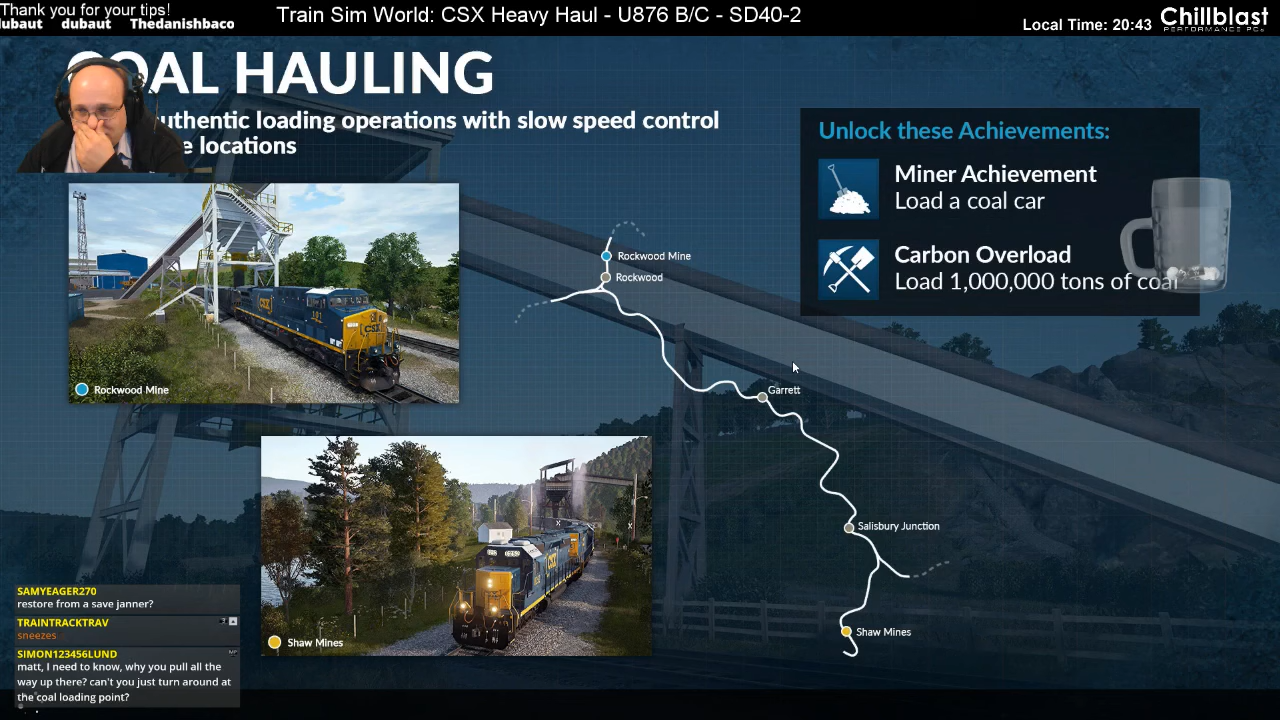 Thank you for your tips!
dubaut Thedanishbaco
Train Sim World: CSX Heavy Haul - U876 B/C - SD40-2
Local Time: 20:43
Chillblast
PERFORMANCE PCs
COAL HAULING
uthentic loading operations with slow speed control
e locations
Unlock these Achievements:
Miner Achievement
Load a coal car
Carbon Overload
Load 1,000,000 tons of coal
Rockwood Mine
Rockwood
Garrett
Salisbury Junction
Shaw Mines
CSX
CSX
Rockwood Mine
CSX
Shaw Mines
SAMYEAGER270
restore from a save janner?
TRAINTRACKTRAV
sneezes
SIMON123456LUND
matt, I need to know, why you pull all the
way up there? can't you just turn around at
the coal loading point?